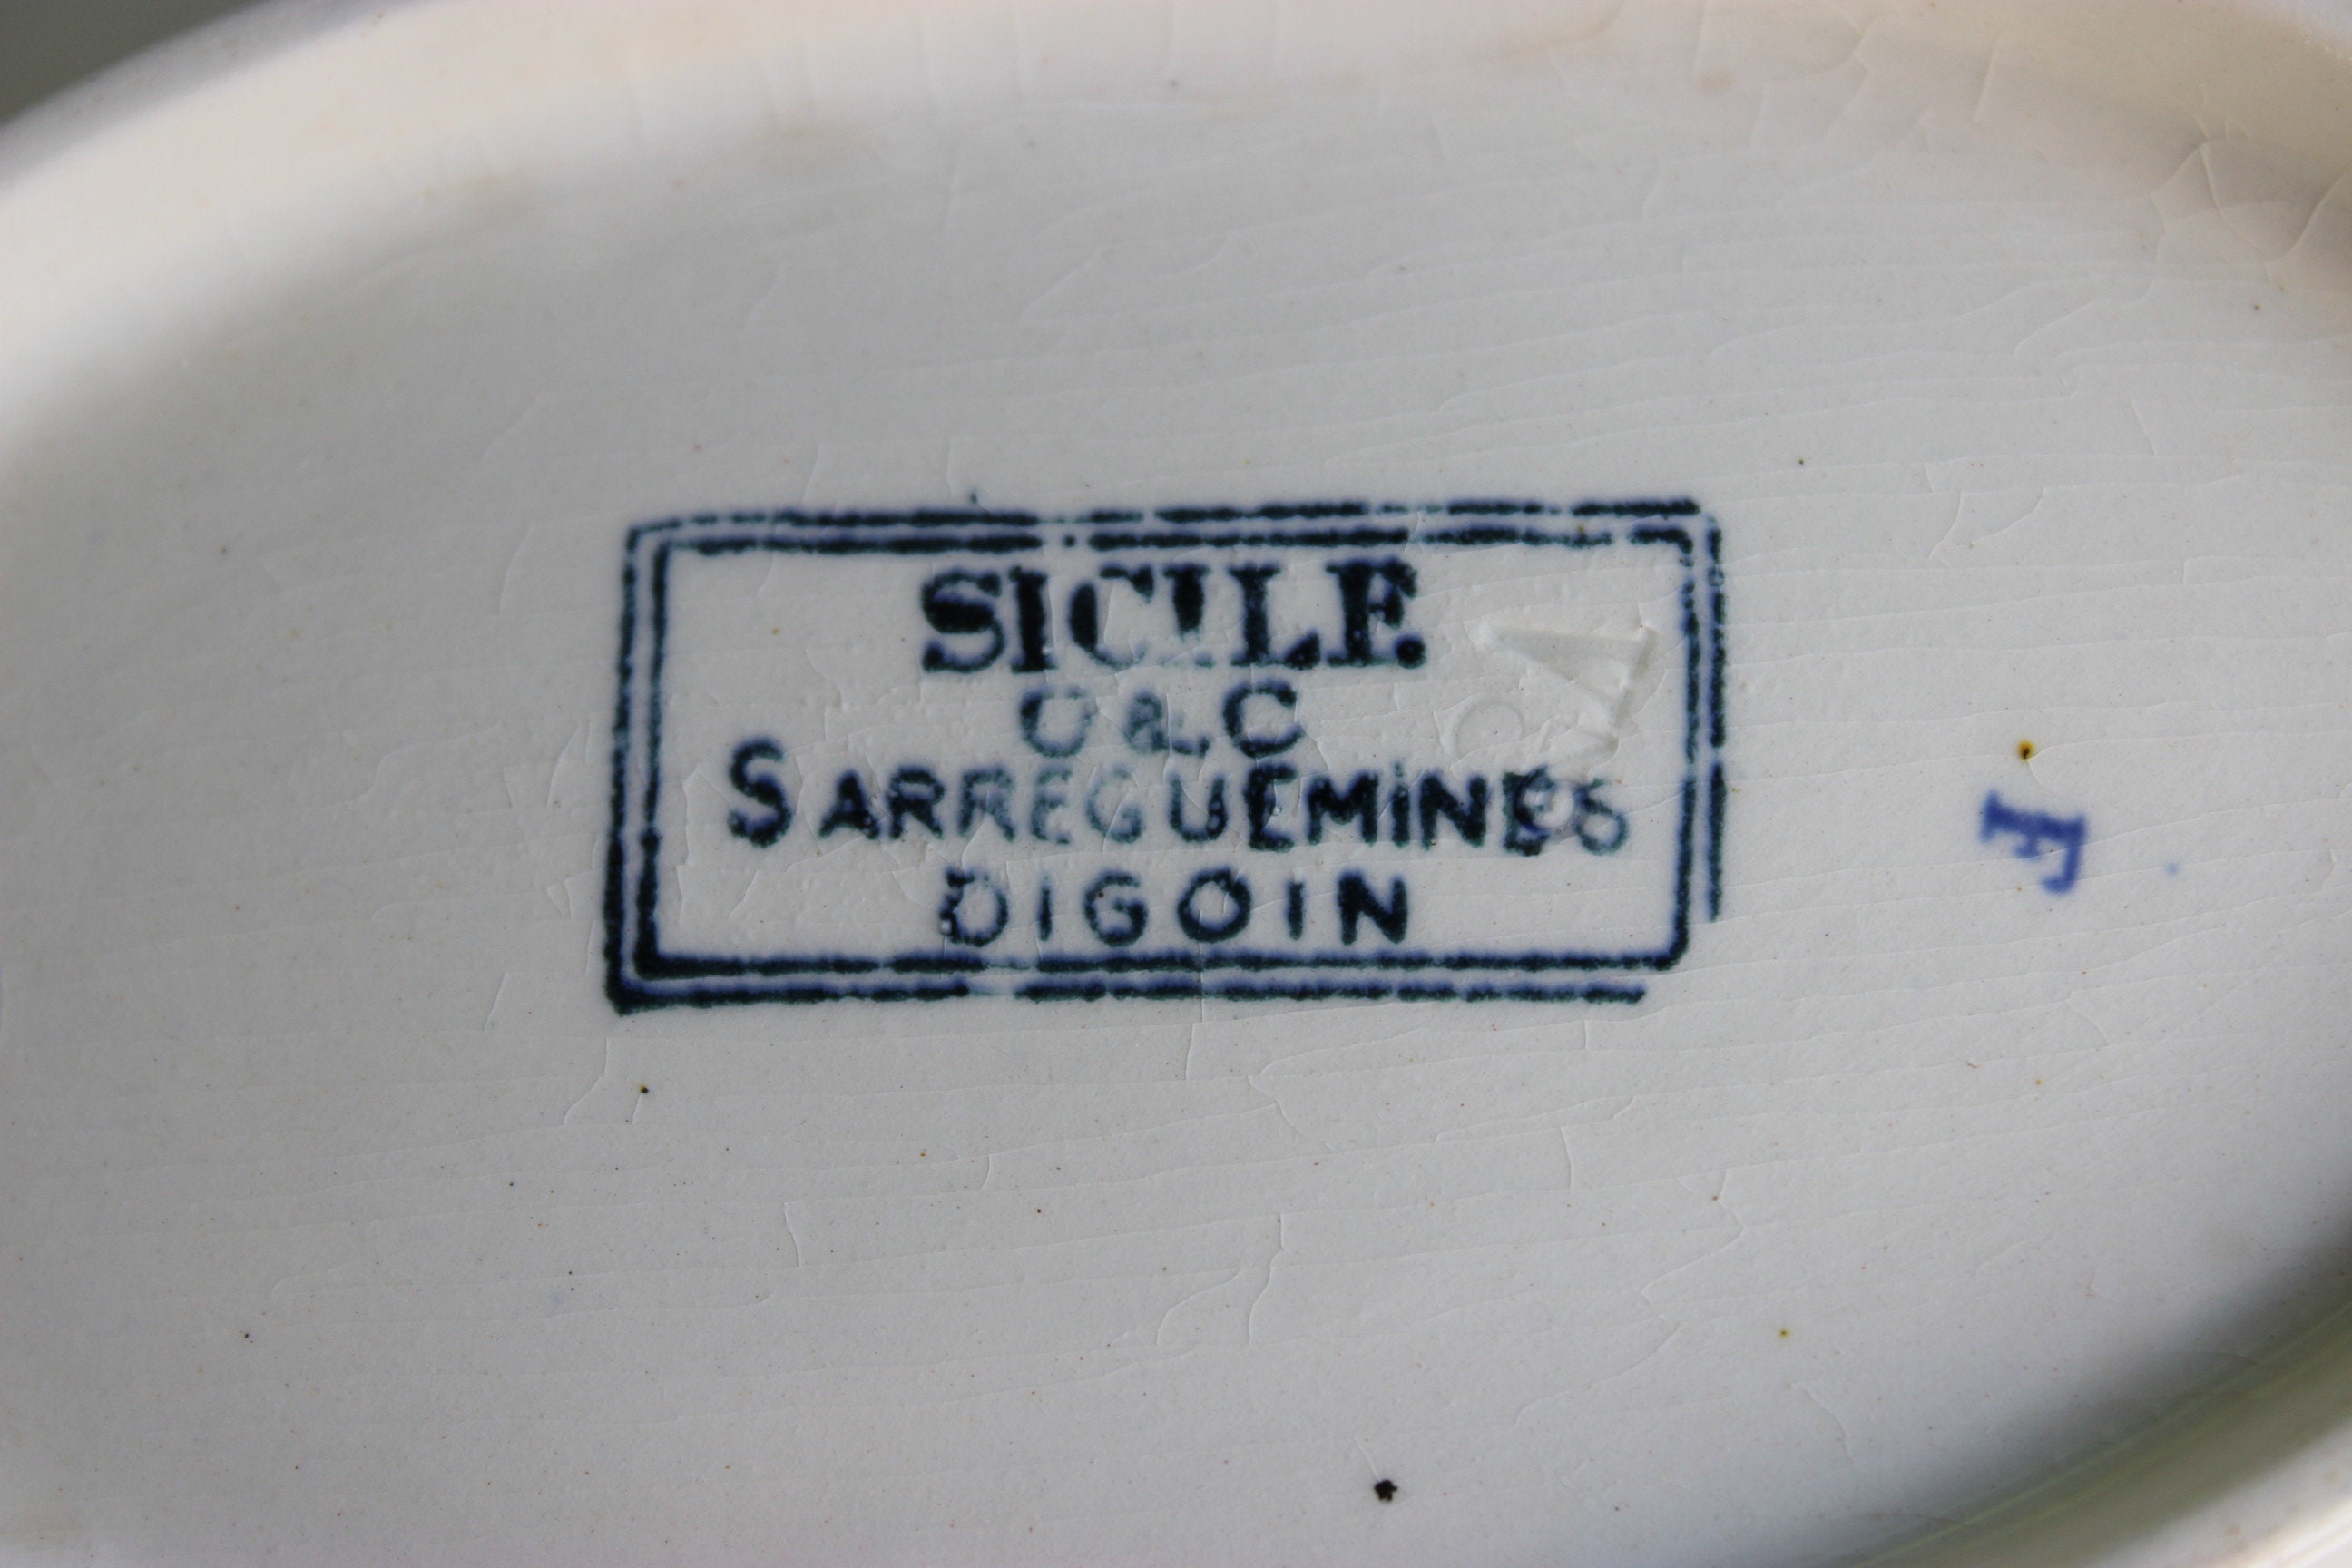 SICILE
U & C
SARREGUEMINES
DIGOIN
F